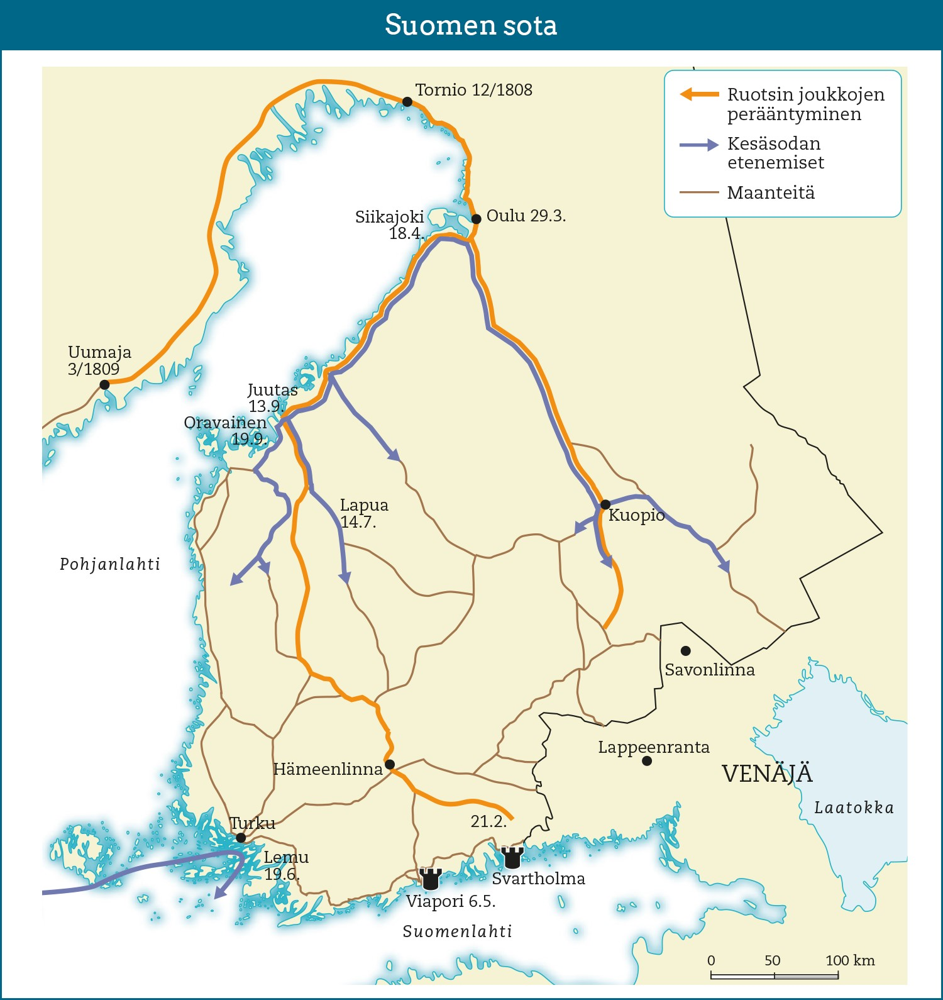 Suomen sota
Tornio 12/1808
Ruotsin joukkojen
perääntyminen
Kesäsodan
etenemiset
Maanteitä
Siikajoki
18.4.
Oulu 29.3.
Uumaja
3/1809
Juutas
13.9.
Oravainen
19.9.
Lapua
14.7.
Kuopio
Pohjanlahti
Savonlinna
Lappeenranta
Hämeenlinna
VENÄJÄ
Laatokka
21.2.
Turku
Lemu
19.6.
Svartholma
Viapori 6.5.
Suomenlahti
0 50 100 km